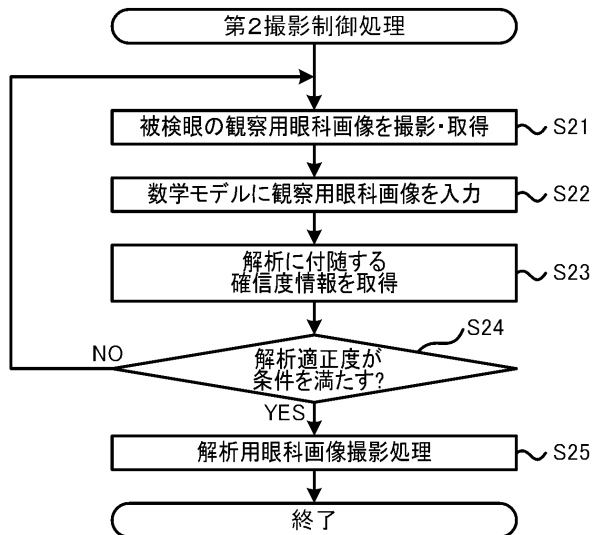 第2撮影制御処理
被検眼の観察用眼科画像を撮影・取得
S21
数学モデルに観察用眼科画像を入力
S22
解析に付随する
確信度情報を取得
S23
S24
解析適正度が
条件を満たす?
NO
YES
解析用眼科画像撮影処理
S25
終了